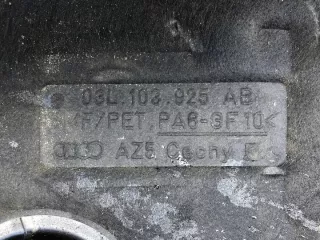 03L.103.925 AB
F/PET.PA6-GF10<
AZ5 Cechy E